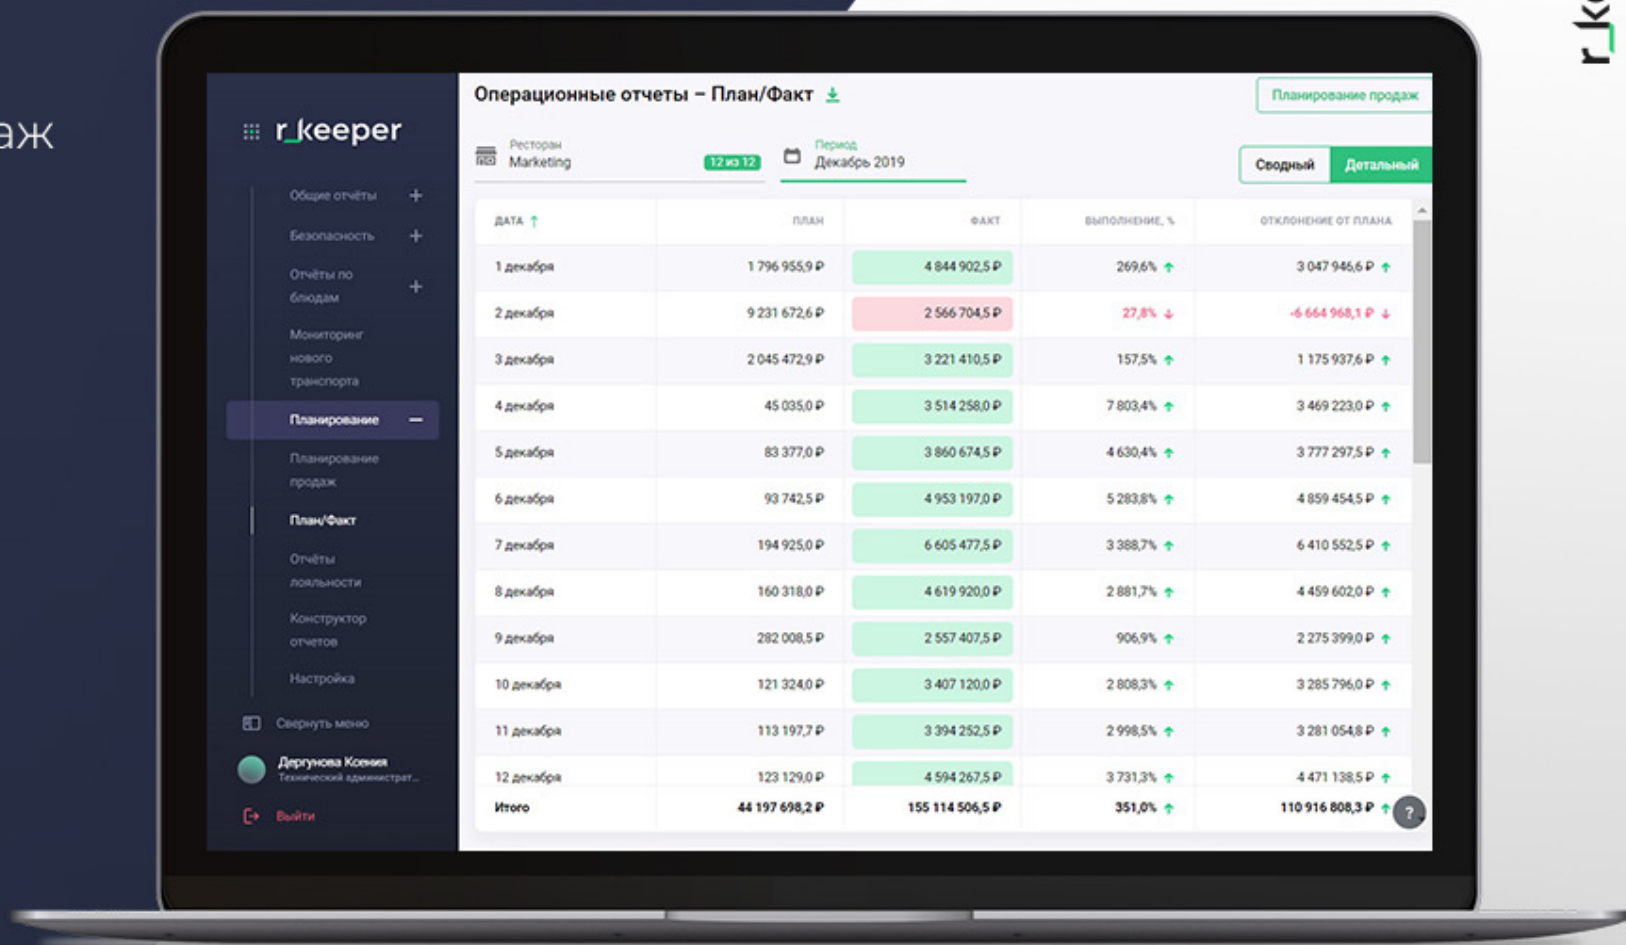 аж
r_k
r_keeper
Общие отчёты
Безопасность
Отчёты по
блюдам
Мониторинг
нового
транспорта
Планирование
Планирование
продаж
План/Факт
Отчёты
лояльности
Конструктор
отчетов
Настройка
Свернуть меню
Дергунова Ксения
Технический администрат...
Выйти
Операционные отчеты – План/Факт
Планирование продаж
Ресторан
Marketing
12 из 12
Период
Декабрь 2019
Сводный Детальный
ДАТА ↑ ПЛАН ФАКТ ВЫПОЛНЕНИЕ, % ОТКЛОНЕНИЕ ОТ ПЛАНА
1 декабря 1 796 955,9 ₽ 4 844 902,5 ₽ 269,6% ↑ 3 047 946,6 ₽ ↑
2 декабря 9 231 672,6 ₽ 2 566 704,5 ₽ 27,8% ↓ -6 664 968,1 ₽ ↓
3 декабря 2 045 472,9 ₽ 3 221 410,5 ₽ 157,5% ↑ 1 175 937,6 ₽ ↑
4 декабря 45 035,0 ₽ 3 514 258,0 ₽ 7 803,4% ↑ 3 469 223,0 ₽ ↑
5 декабря 83 377,0 ₽ 3 860 674,5 ₽ 4 630,4% ↑ 3 777 297,5 ₽ ↑
6 декабря 93 742,5 ₽ 4 953 197,0 ₽ 5 283,8% ↑ 4 859 454,5 ₽ ↑
7 декабря 194 925,0 ₽ 6 605 477,5 ₽ 3 388,7% ↑ 6 410 552,5 ₽ ↑
8 декабря 160 318,0 ₽ 4 619 920,0 ₽ 2 881,7% ↑ 4 459 602,0 ₽ ↑
9 декабря 282 008,5 ₽ 2 557 407,5 ₽ 906,9% ↑ 2 275 399,0 ₽ ↑
10 декабря 121 324,0 ₽ 3 407 120,0 ₽ 2 808,3% ↑ 3 285 796,0 ₽ ↑
11 декабря 113 197,7 ₽ 3 394 252,5 ₽ 2 998,5% ↑ 3 281 054,8 ₽ ↑
12 декабря 123 129,0 ₽ 4 594 267,5 ₽ 3 731,3% ↑ 4 471 138,5 ₽ ↑
Итого 44 197 698,2 ₽ 155 114 506,5 ₽ 351,0% ↑ 110 916 808,3 ₽ ↑
?